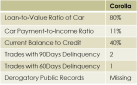 Corolla
Loan-to-Value Ratio of Car 80%
Car Payment-to-Income Ratio 11%
Current Balance to Credit 40%
Trades with 90Days Delinquency 2
Trades with 60Days Delinquency 1
Derogatory Public Records Missing